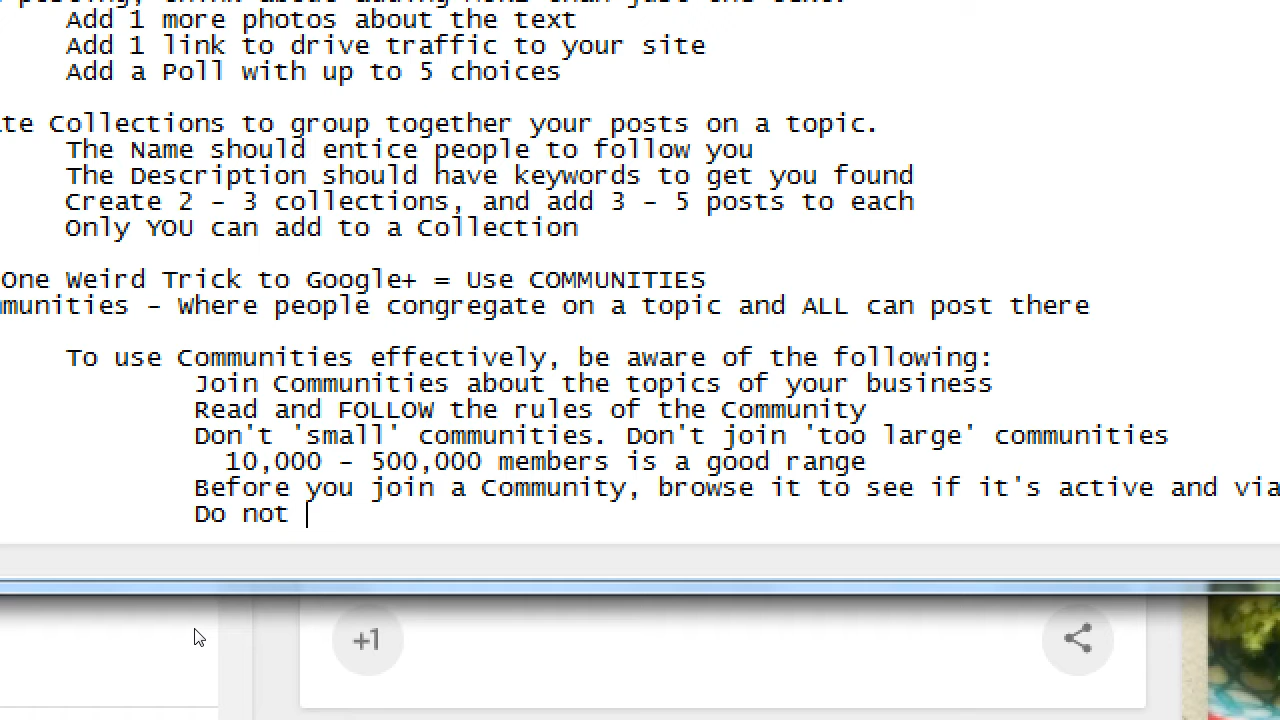 Add 1 more photos about the text
Add 1 link to drive traffic to your site
Add a Poll with up to 5 choices
Collections to group together your posts on a topic.
The Name should entice people to follow you
The Description should have keywords to get you found
Create 2 - 3 collections, and add 3 - 5 posts to each
Only YOU can add to a Collection
One Weird Trick to Google+ = Use COMMUNITIES
- Where people congregate on a topic and ALL can post there
To use Communities effectively, be aware of the following:
Join Communities about the topics of your business
Read and FOLLOW the rules of the Community
Don't 'small' communities. Don't join 'too large' communities
10,000 - 500,000 members is a good range
Before you join a Community, browse it to see if it's active and
Do not
+1